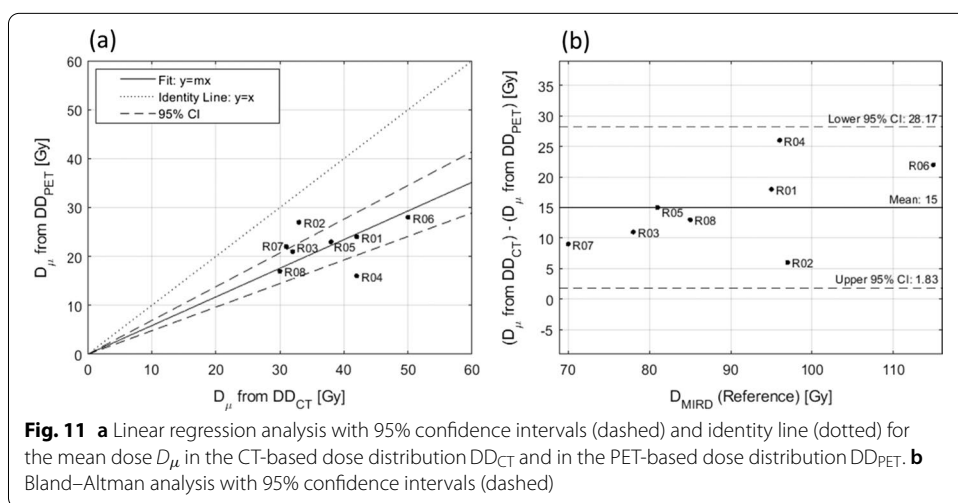 (a)
60
50
40
30
20
10
0
D_μ from DD_PET [Gy]
Fit: y=mx
Identity Line: y=x
95% CI
R02
R06
R07
R03
R05
R01
R08
R04
0 10 20 30 40 50 60
D_μ from DD_CT [Gy]
(b)
35
30
25
20
15
10
5
0
-5
(D_μ from DD_CT) - (D_μ from DD_PET) [Gy]
Lower 95% CI: 28.17
R04
R06
R01
Mean: 15
R05
R08
R03
R07
R02
Upper 95% CI: 1.83
70 80 90 100 110
D_MIRD (Reference) [Gy]
Fig. 11 a Linear regression analysis with 95% confidence intervals (dashed) and identity line (dotted) for
the mean dose D_μ in the CT-based dose distribution DD_CT and in the PET-based dose distribution DD_PET. b
Bland–Altman analysis with 95% confidence intervals (dashed)